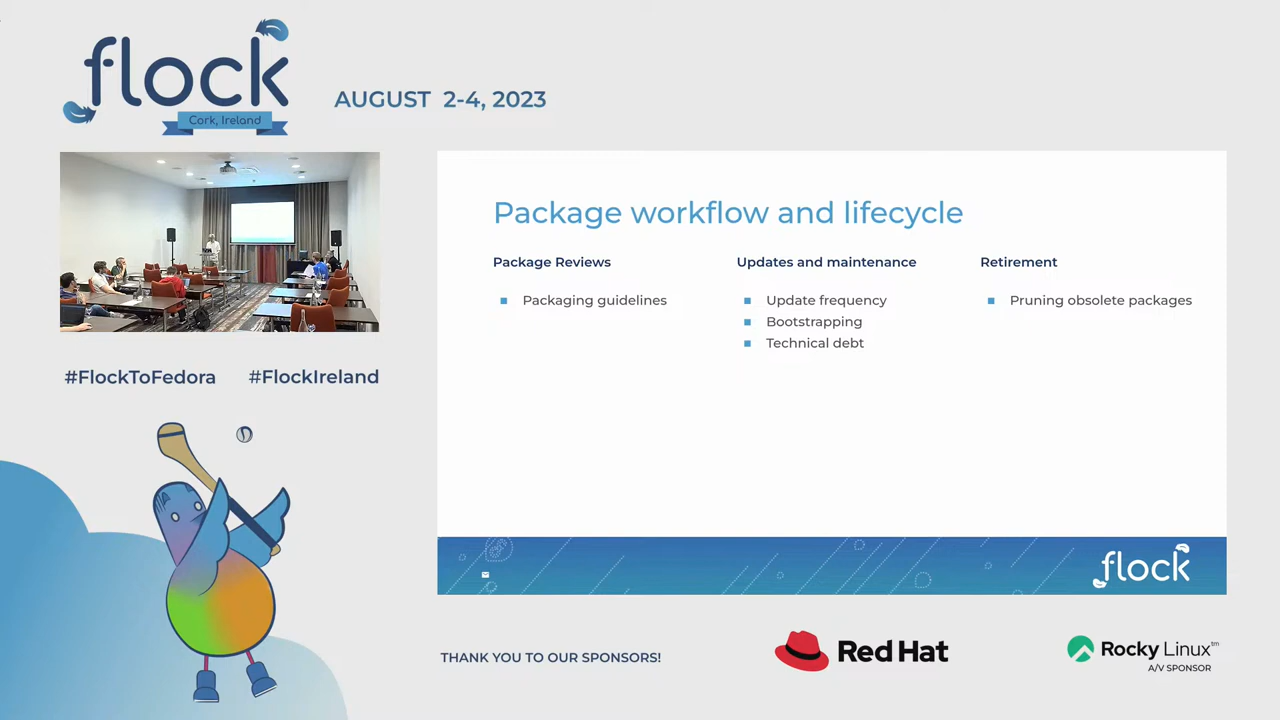 flock
Cork, Ireland
AUGUST 2-4, 2023
#FlockToFedora #FlockIreland
Package workflow and lifecycle
Package Reviews
Packaging guidelines
Updates and maintenance
Update frequency
Bootstrapping
Technical debt
Retirement
Pruning obsolete packages
flock
THANK YOU TO OUR SPONSORS!
Red Hat
Rocky Linux™
A/V SPONSOR